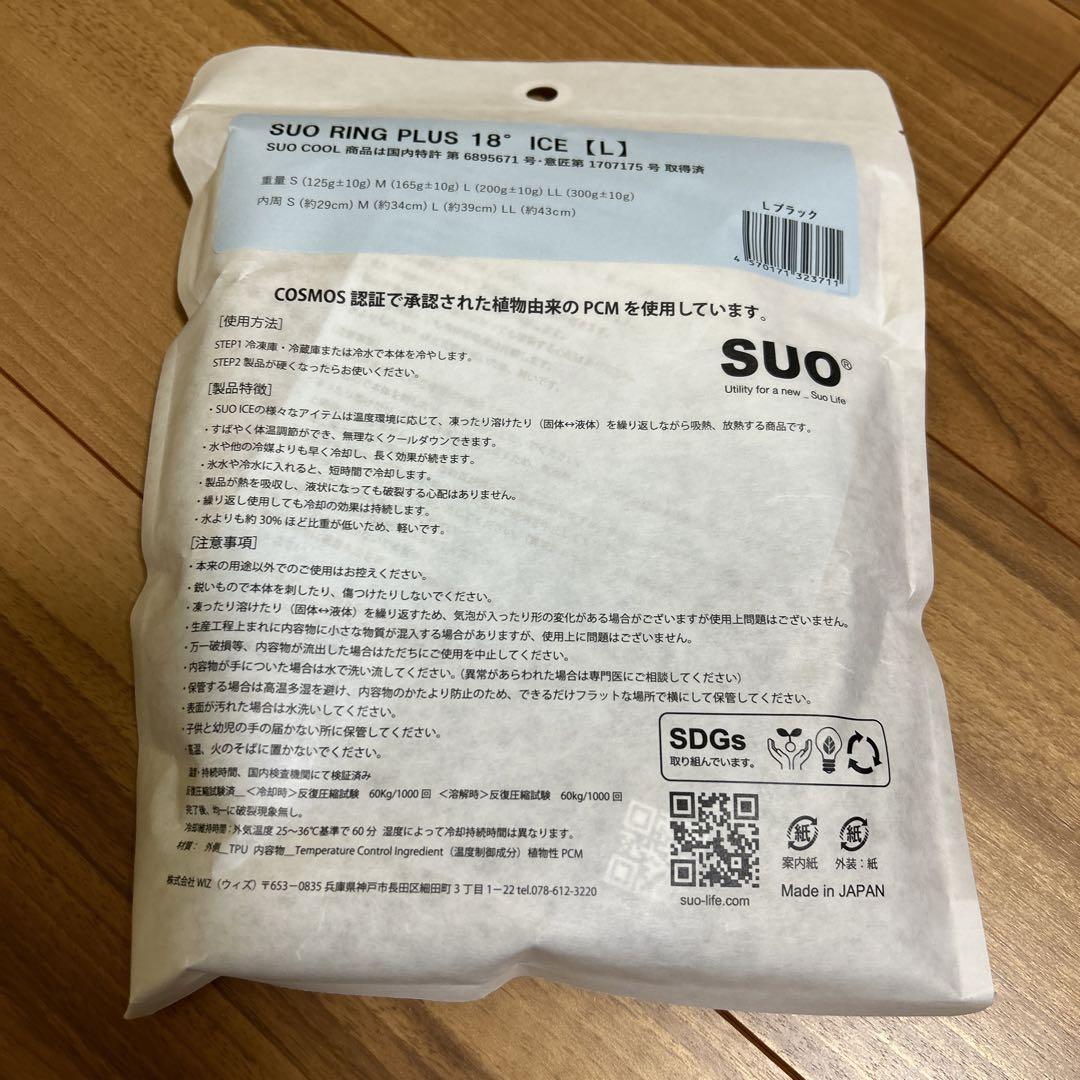 SUO RING PLUS 18° ICE【L】
SUO COOL 商品は国内特許 第 6895671 号・意匠第 1707175 号 取得済
重量 S (125g±10g) M (165g±10g) L (200g±10g) LL (300g±10g)
内周 S (約29cm) M (約34cm) L (約39cm) LL (約43cm)
L ブラック
4 570171 323711
COSMOS 認証で承認された植物由来の PCM を使用しています。
[使用方法]
STEP1 冷凍庫・冷蔵庫または冷水で本体を冷やします。
STEP2 製品が硬くなったらお使いください。
SUO®
Utility for a new _ Suo Life
[製品特徴]
・SUO ICEの様々なアイテムは温度環境に応じて、凍ったり溶けたり（固体↔液体）を繰り返しながら吸熱、放熱する商品です。
・すばやく体温調節ができ、無理なくクールダウンできます。
・水や他の冷媒よりも早く冷却し、長く効果が続きます。
・氷水や冷水に入れると、短時間で冷却します。
・製品が熱を吸収し、液状になっても破裂する心配はありません。
・繰り返し使用しても冷却の効果は持続します。
・水よりも約 30% ほど比重が低いため、軽いです。
[注意事項]
・本来の用途以外でのご使用はお控えください。
・鋭いもので本体を刺したり、傷つけたりしないでください。
・凍ったり溶けたり（固体↔液体）を繰り返すため、気泡が入ったり形の変化がある場合がございますが使用上問題はございません。
・生産工程上まれに内容物に小さな物質が混入する場合がありますが、使用上に問題はございません。
・万一破損等、内容物が流出した場合はただちにご使用を中止してください。
・内容物が手についた場合は水で洗い流してください。（異常があらわれた場合は専門医にご相談してください）
・保管する場合は高温多湿を避け、内容物のかたより防止のため、できるだけフラットな場所で横にして保管してください。
・表面が汚れた場合は水洗いしてください。
・子供と幼児の手の届かない所に保管してください。
・高温、火のそばに置かないでください。
・持続時間、国内検査機関にて検証済み
反復圧縮試験済__＜冷却時＞反復圧縮試験 60Kg/1000 回 ＜溶解時＞反復圧縮試験 60kg/1000 回
完了後、均一に破裂現象無し。
冷却維持時間：外気温度 25〜36℃基準で 60 分 湿度によって冷却持続時間は異なります。
材質： 外側__TPU 内容物__Temperature Control Ingredient（温度制御成分）植物性 PCM
株式会社 WIZ（ウィズ）〒653−0835 兵庫県神戸市長田区細田町 3 丁目 1−22 tel.078-612-3220
SDGs
取り組んでいます。
suo-life.com
紙
案内紙
紙
外装：紙
Made in JAPAN